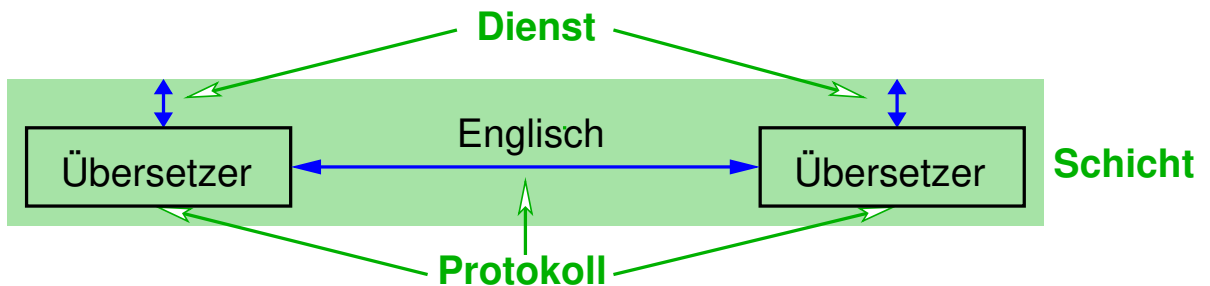 Dienst
Englisch
Übersetzer
Übersetzer
Schicht
Protokoll